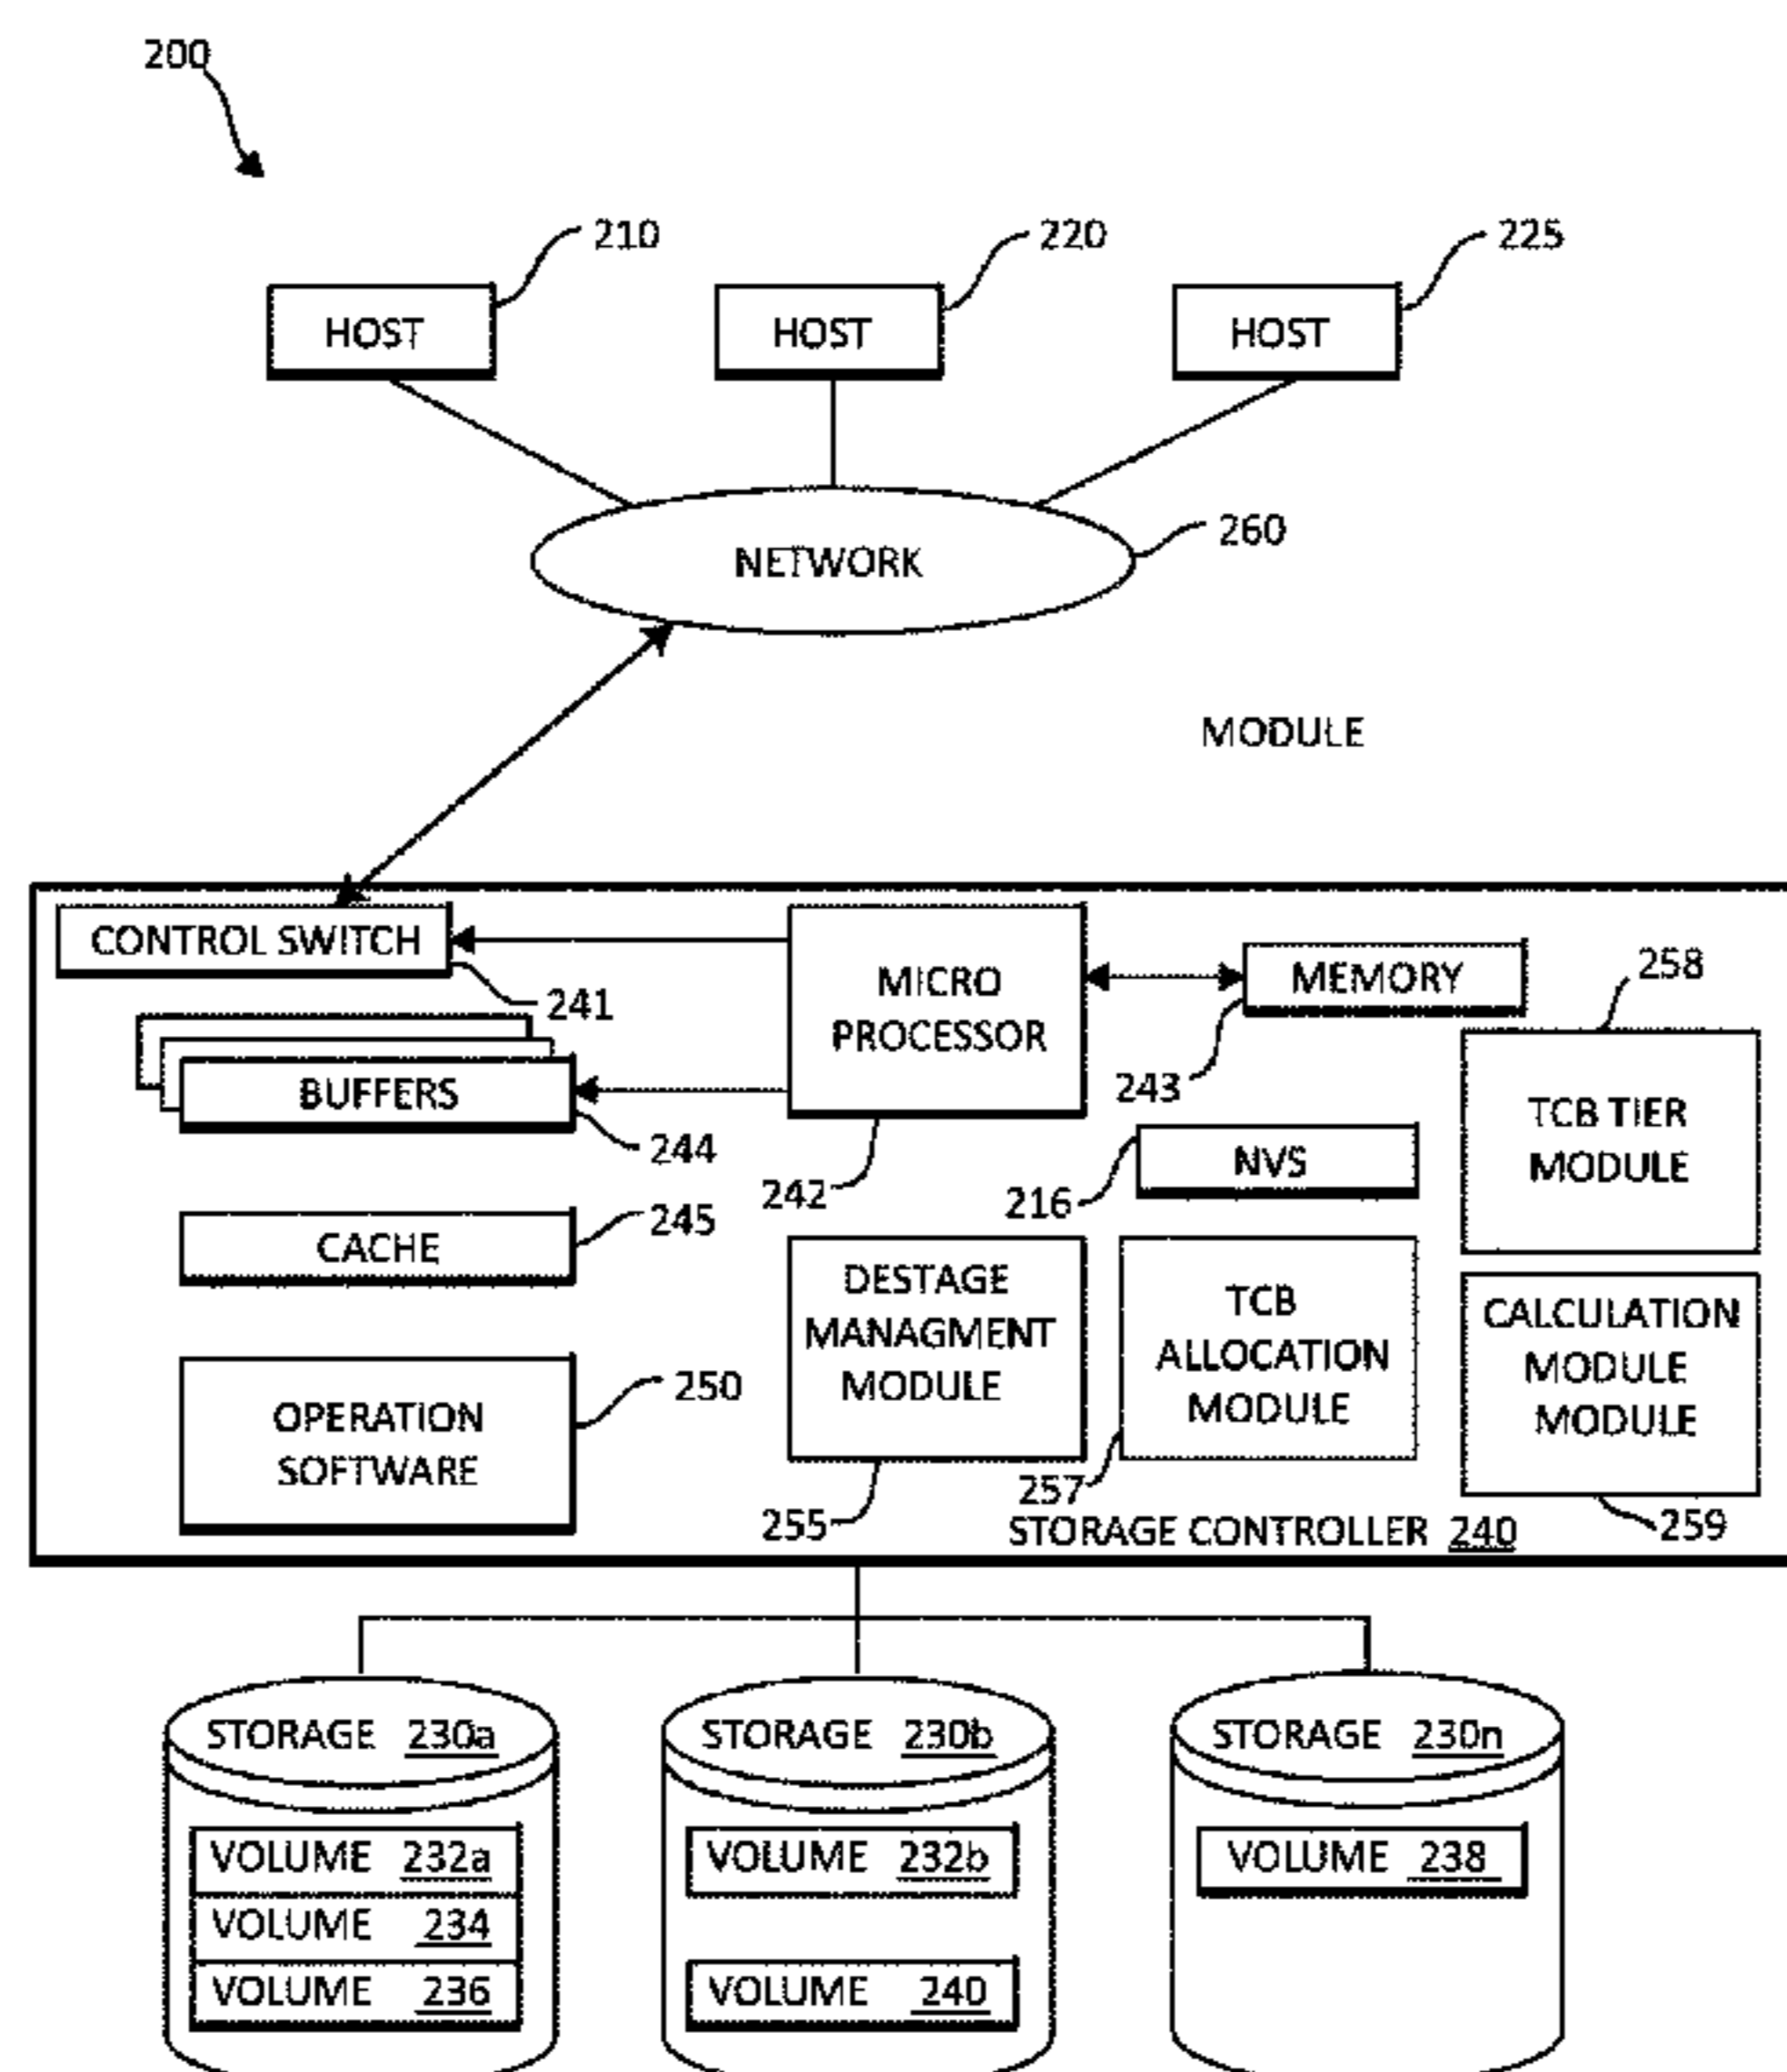 200
210
220
225
HOST
HOST
HOST
260
NETWORK
MODULE
CONTROL SWITCH
241
MICRO
PROCESSOR
242
MEMORY
243
258
TCB TIER
MODULE
BUFFERS
244
NVS
216
CACHE
245
DESTAGE
MANAGMENT
MODULE
255
TCB
ALLOCATION
MODULE
257
CALCULATION
MODULE
MODULE
259
OPERATION
SOFTWARE
250
STORAGE CONTROLLER 240
STORAGE 230a
VOLUME 232a
VOLUME 234
VOLUME 236
STORAGE 230b
VOLUME 232b
VOLUME 240
STORAGE 230n
VOLUME 238